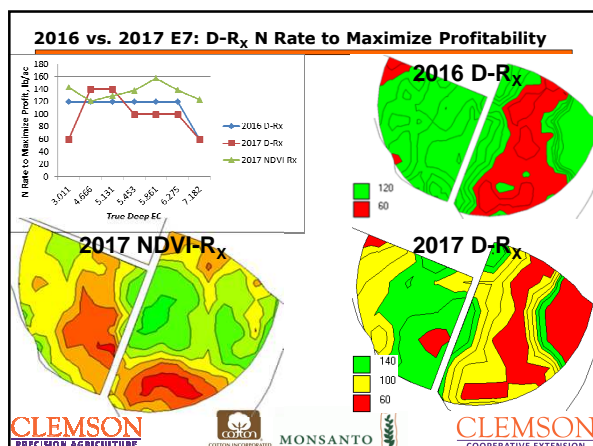 2016 vs. 2017 E7: D-RX N Rate to Maximize Profitability
N Rate to Maximize Profit, lb/ac
180
160
140
120
100
80
60
40
20
0
3.011
4.666
5.131
5.453
5.861
6.275
7.182
True Deep EC
2016 D-Rx
2017 D-Rx
2017 NDVI Rx
2016 D-RX
120
60
2017 NDVI-RX
2017 D-RX
140
100
60
CLEMSON
PRECISION AGRICULTURE
cotton
COTTON INCORPORATED
MONSANTO
CLEMSON
COOPERATIVE EXTENSION